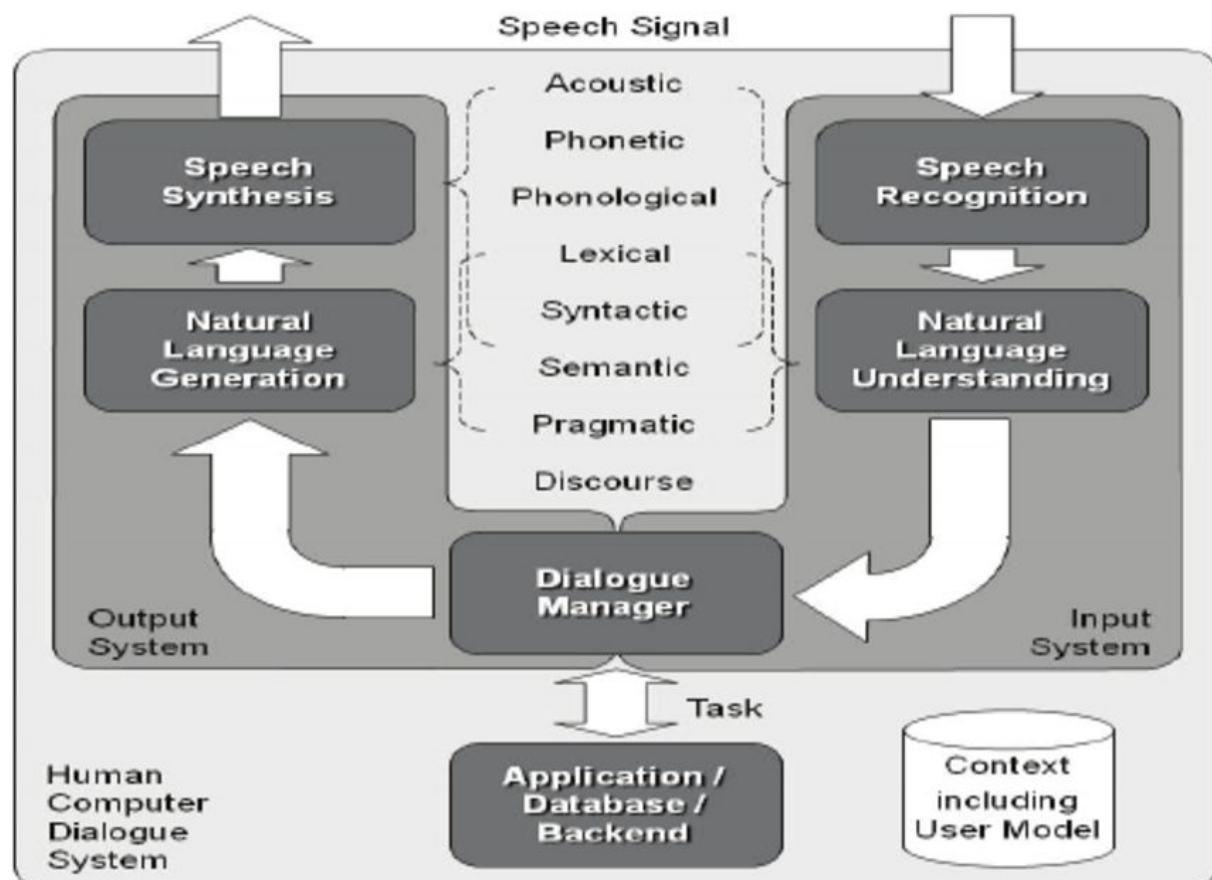 Speech Signal
Acoustic
Phonetic
Phonological
Lexical
Syntactic
Semantic
Pragmatic
Discourse
Speech
Synthesis
Natural
Language
Generation
Output
System
Speech
Recognition
Natural
Language
Understanding
Input
System
Dialogue
Manager
Task
Application /
Database /
Backend
Context
including
User Model
Human
Computer
Dialogue
System